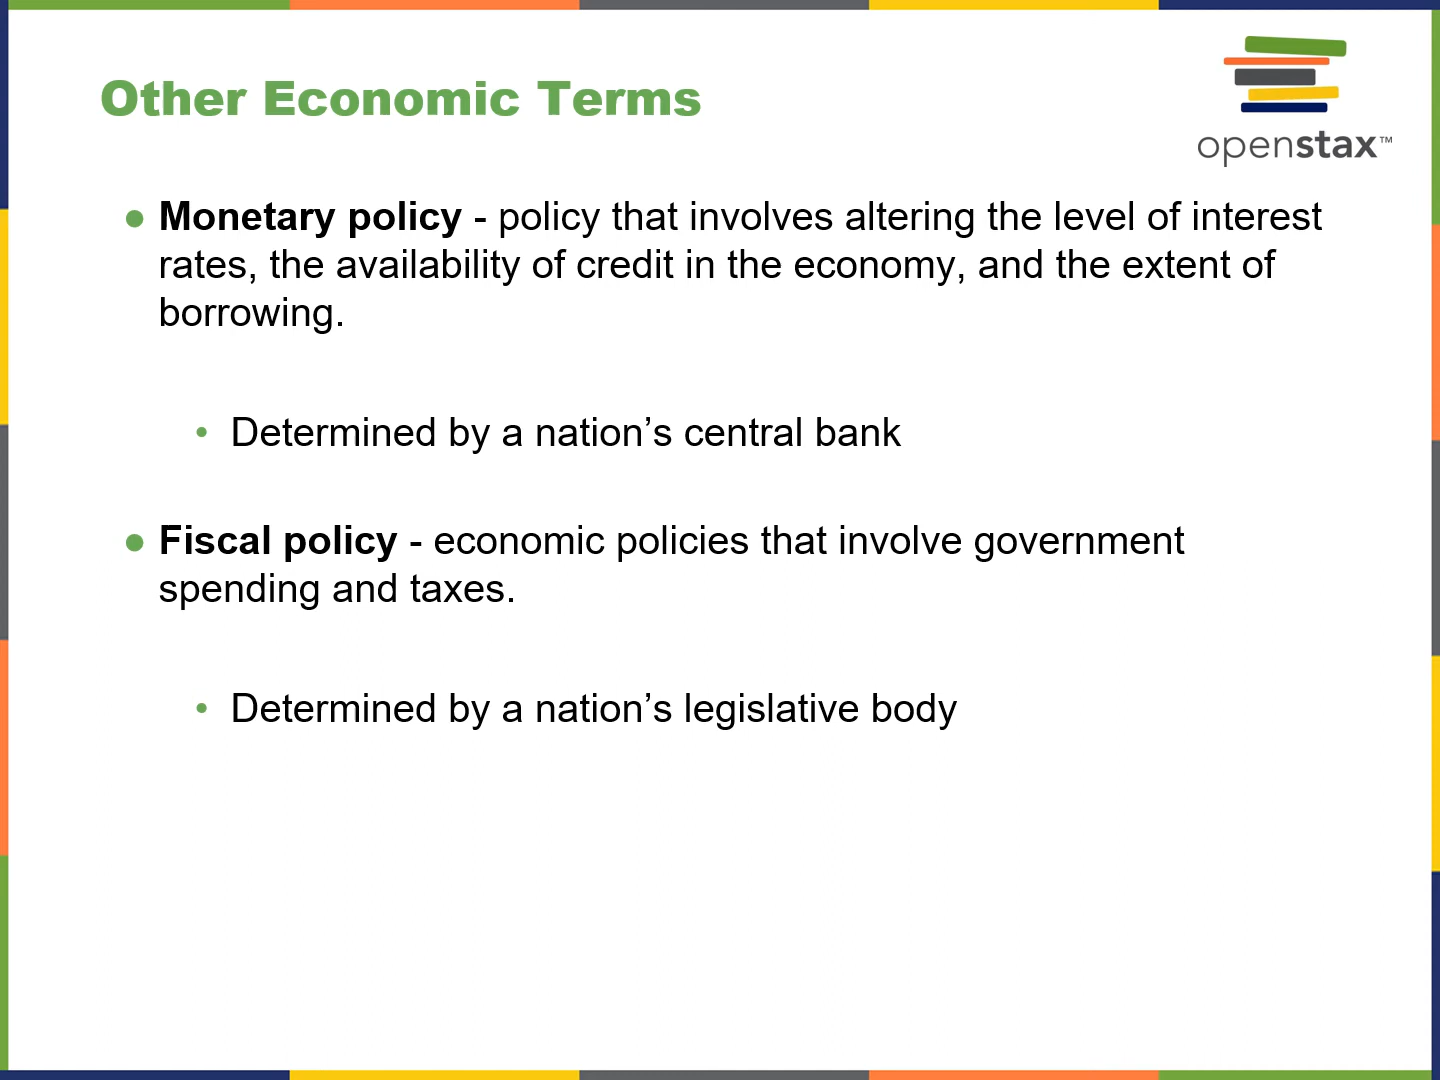 Other Economic Terms
openstax™
● Monetary policy - policy that involves altering the level of interest
rates, the availability of credit in the economy, and the extent of
borrowing.
• Determined by a nation’s central bank
● Fiscal policy - economic policies that involve government
spending and taxes.
• Determined by a nation’s legislative body